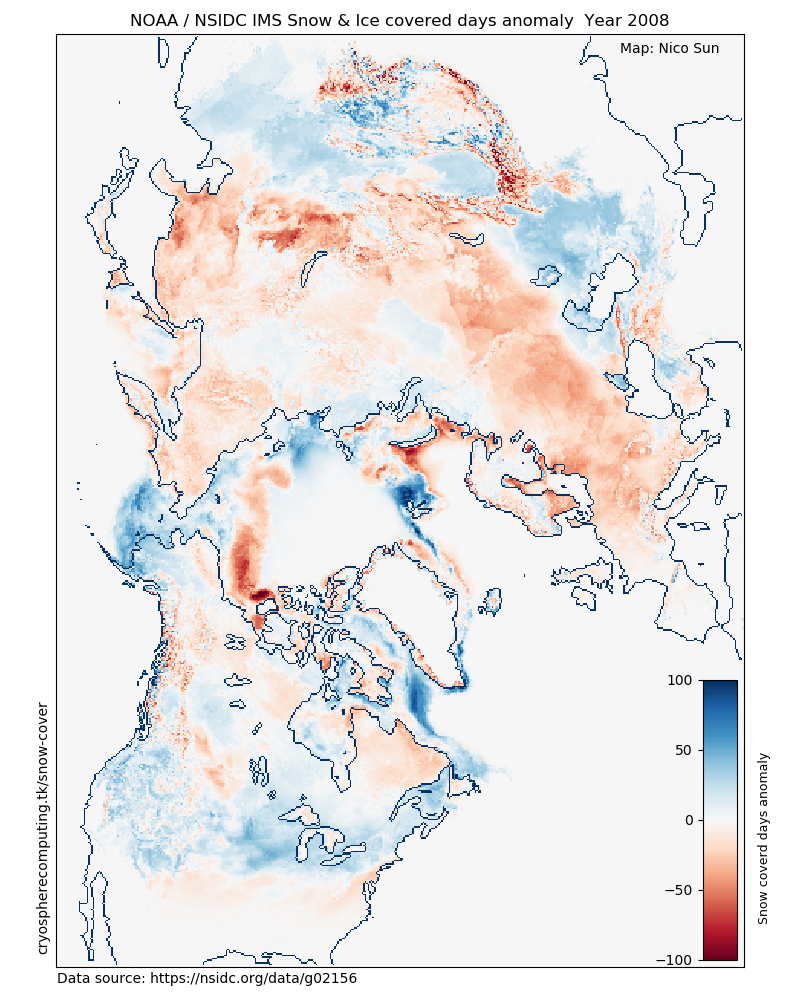 NOAA / NSIDC IMS Snow & Ice covered days anomaly  Year 2008
Map: Nico Sun
cryospherecomputing.tk/snow-cover
100
50
0
−50
−100
Snow coverd days anomaly
Data source: https://nsidc.org/data/g02156